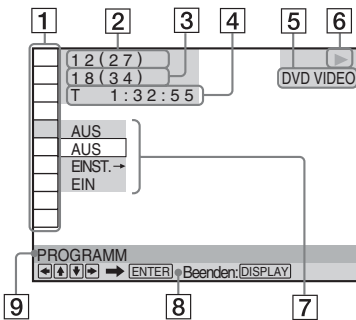 1 2 3 4 5 6
12(27)
18(34)
T 1:32:55
DVD VIDEO
AUS
AUS
EINST.→
EIN
PROGRAMM
←↑↓→ ➡ ENTER Beenden: DISPLAY
9 8 7